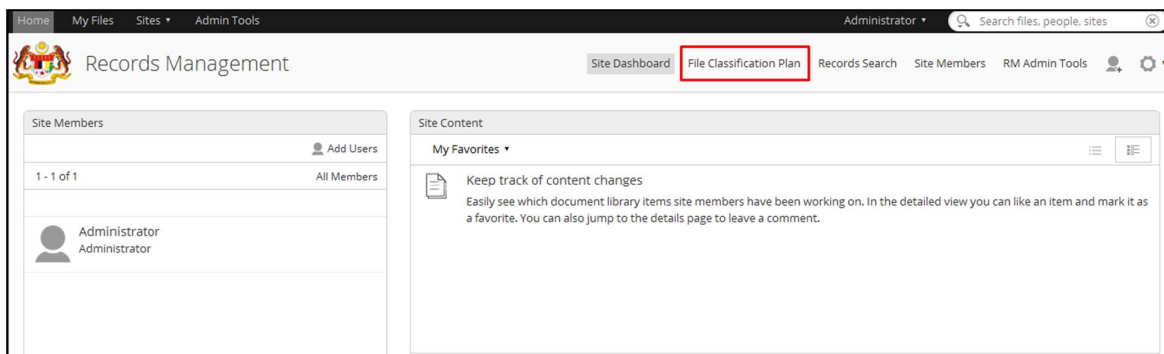 Home My Files Sites Admin Tools Administrator Search files, people, sites
Records Management Site Dashboard File Classification Plan Records Search Site Members RM Admin Tools
Site Members
Add Users
1 - 1 of 1 All Members
Administrator
Administrator
Site Content
My Favorites
Keep track of content changes
Easily see which document library items site members have been working on. In the detailed view you can like an item and mark it as
a favorite. You can also jump to the details page to leave a comment.